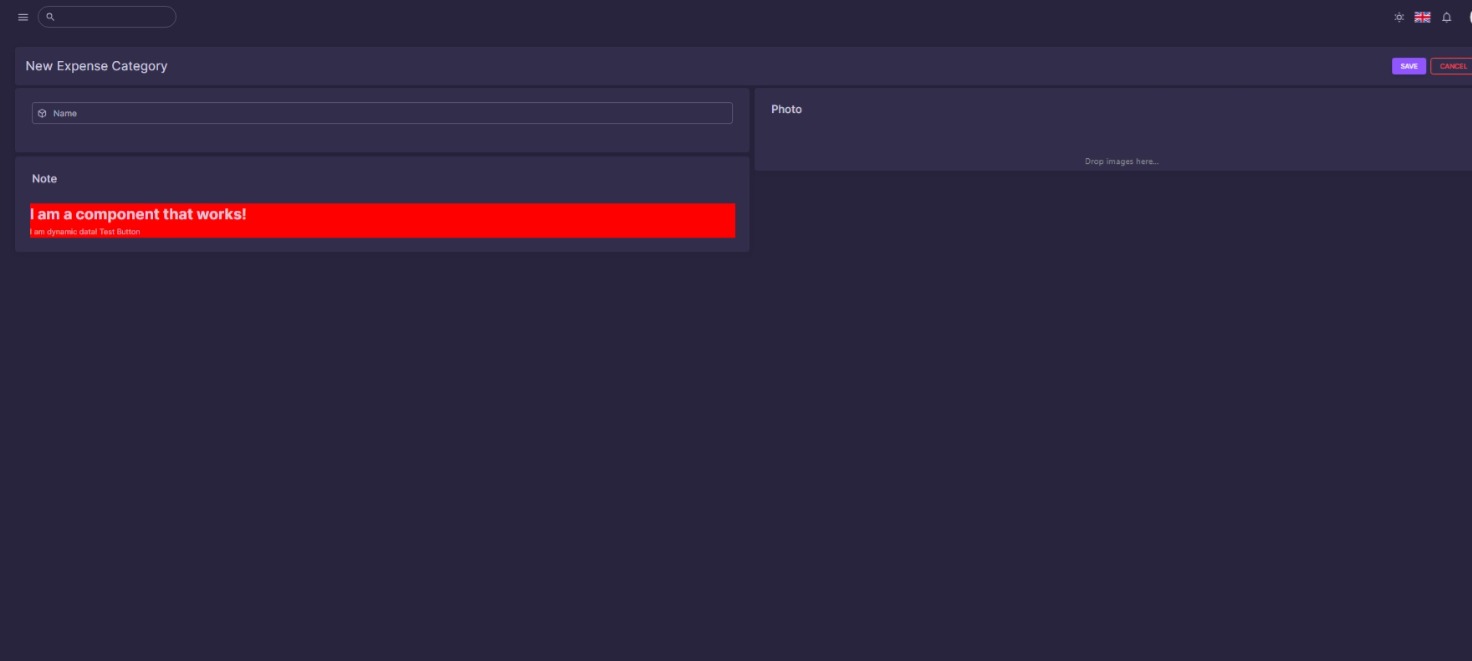 New Expense Category
SAVE
CANCEL
Name
Photo
Drop images here...
Note
I am a component that works!
I am dynamic data! Test Button